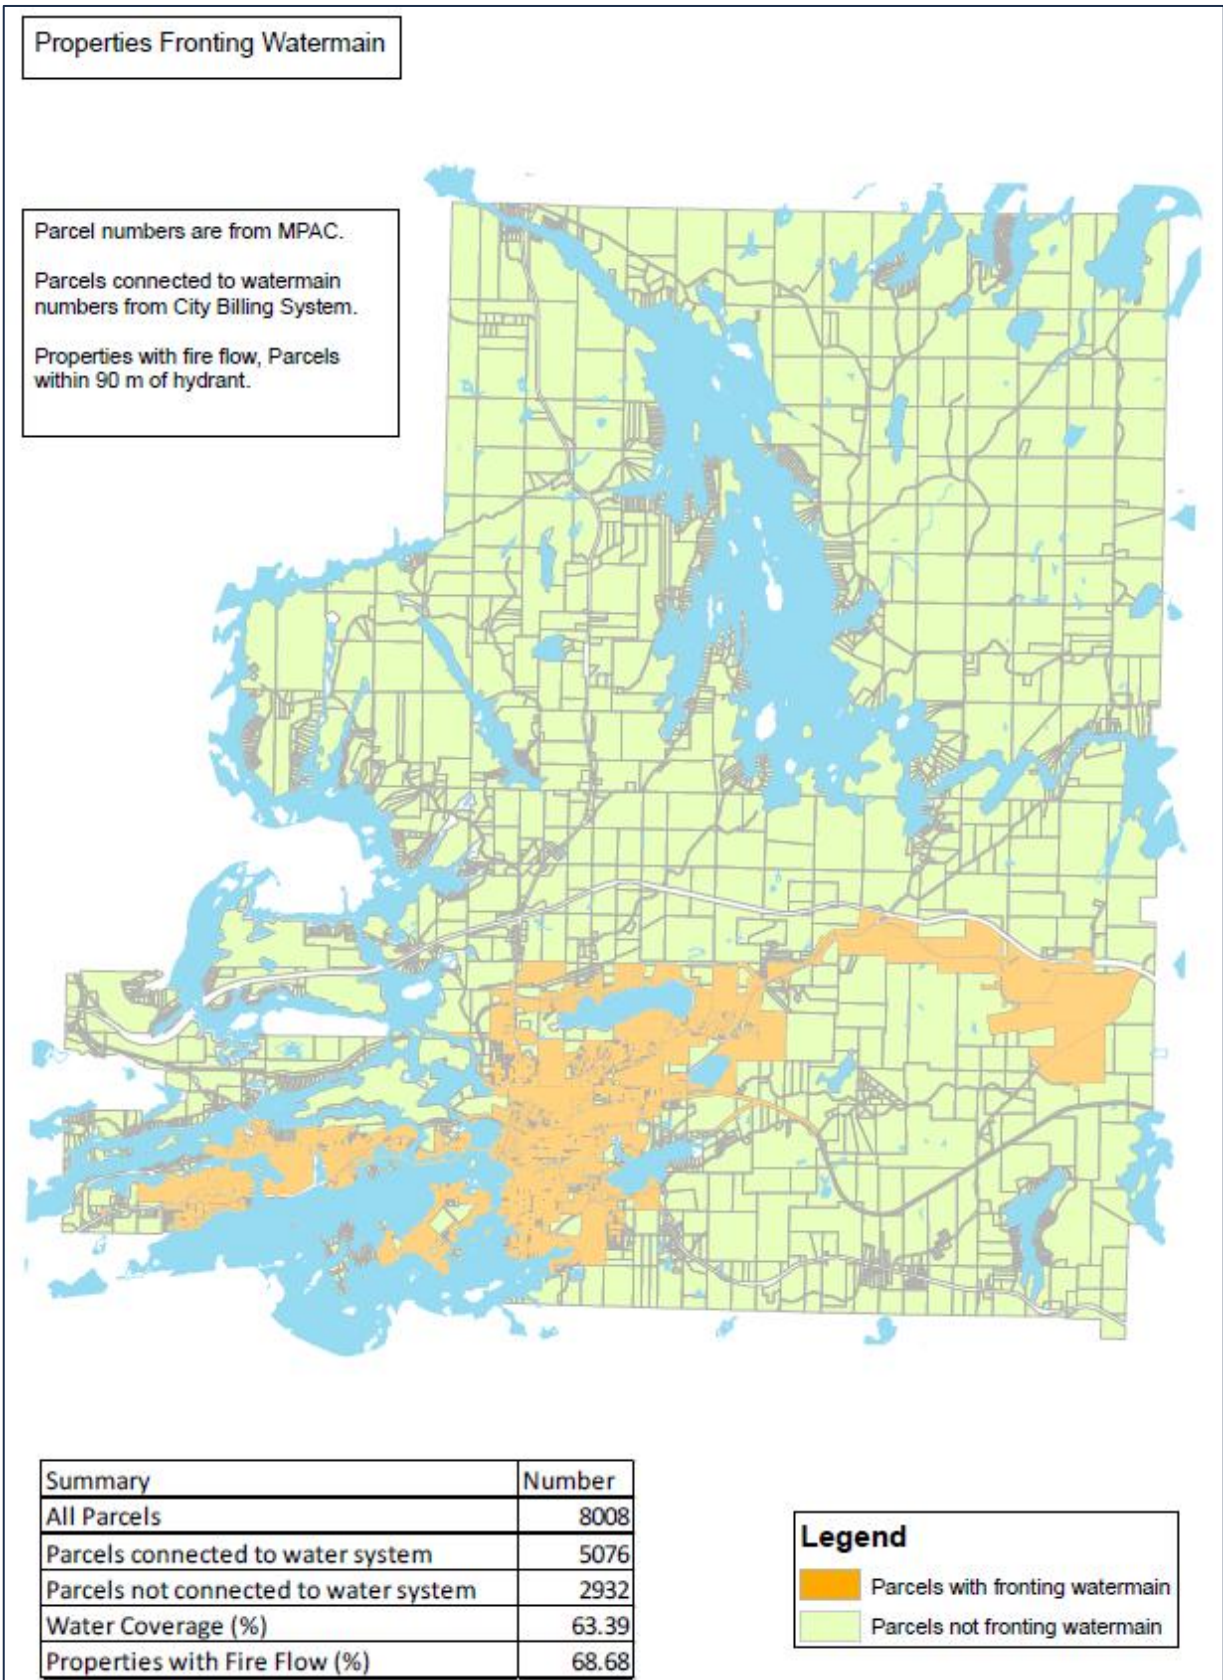 Properties Fronting Watermain
Parcel numbers are from MPAC.
Parcels connected to watermain
numbers from City Billing System.
Properties with fire flow, Parcels
within 90 m of hydrant.
Summary Number
All Parcels 8008
Parcels connected to water system 5076
Parcels not connected to water system 2932
Water Coverage (%) 63.39
Properties with Fire Flow (%) 68.68
Legend
Parcels with fronting watermain
Parcels not fronting watermain